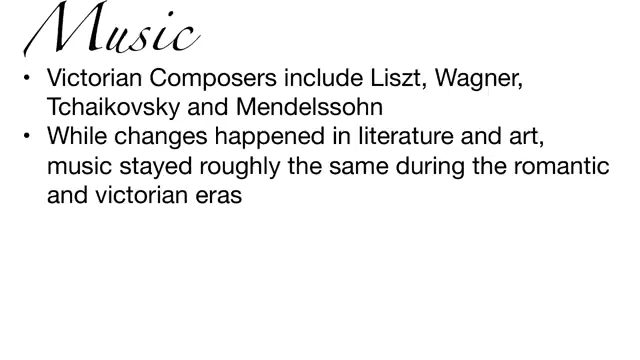 Music
• Victorian Composers include Liszt, Wagner,
Tchaikovsky and Mendelssohn
• While changes happened in literature and art,
music stayed roughly the same during the romantic
and victorian eras